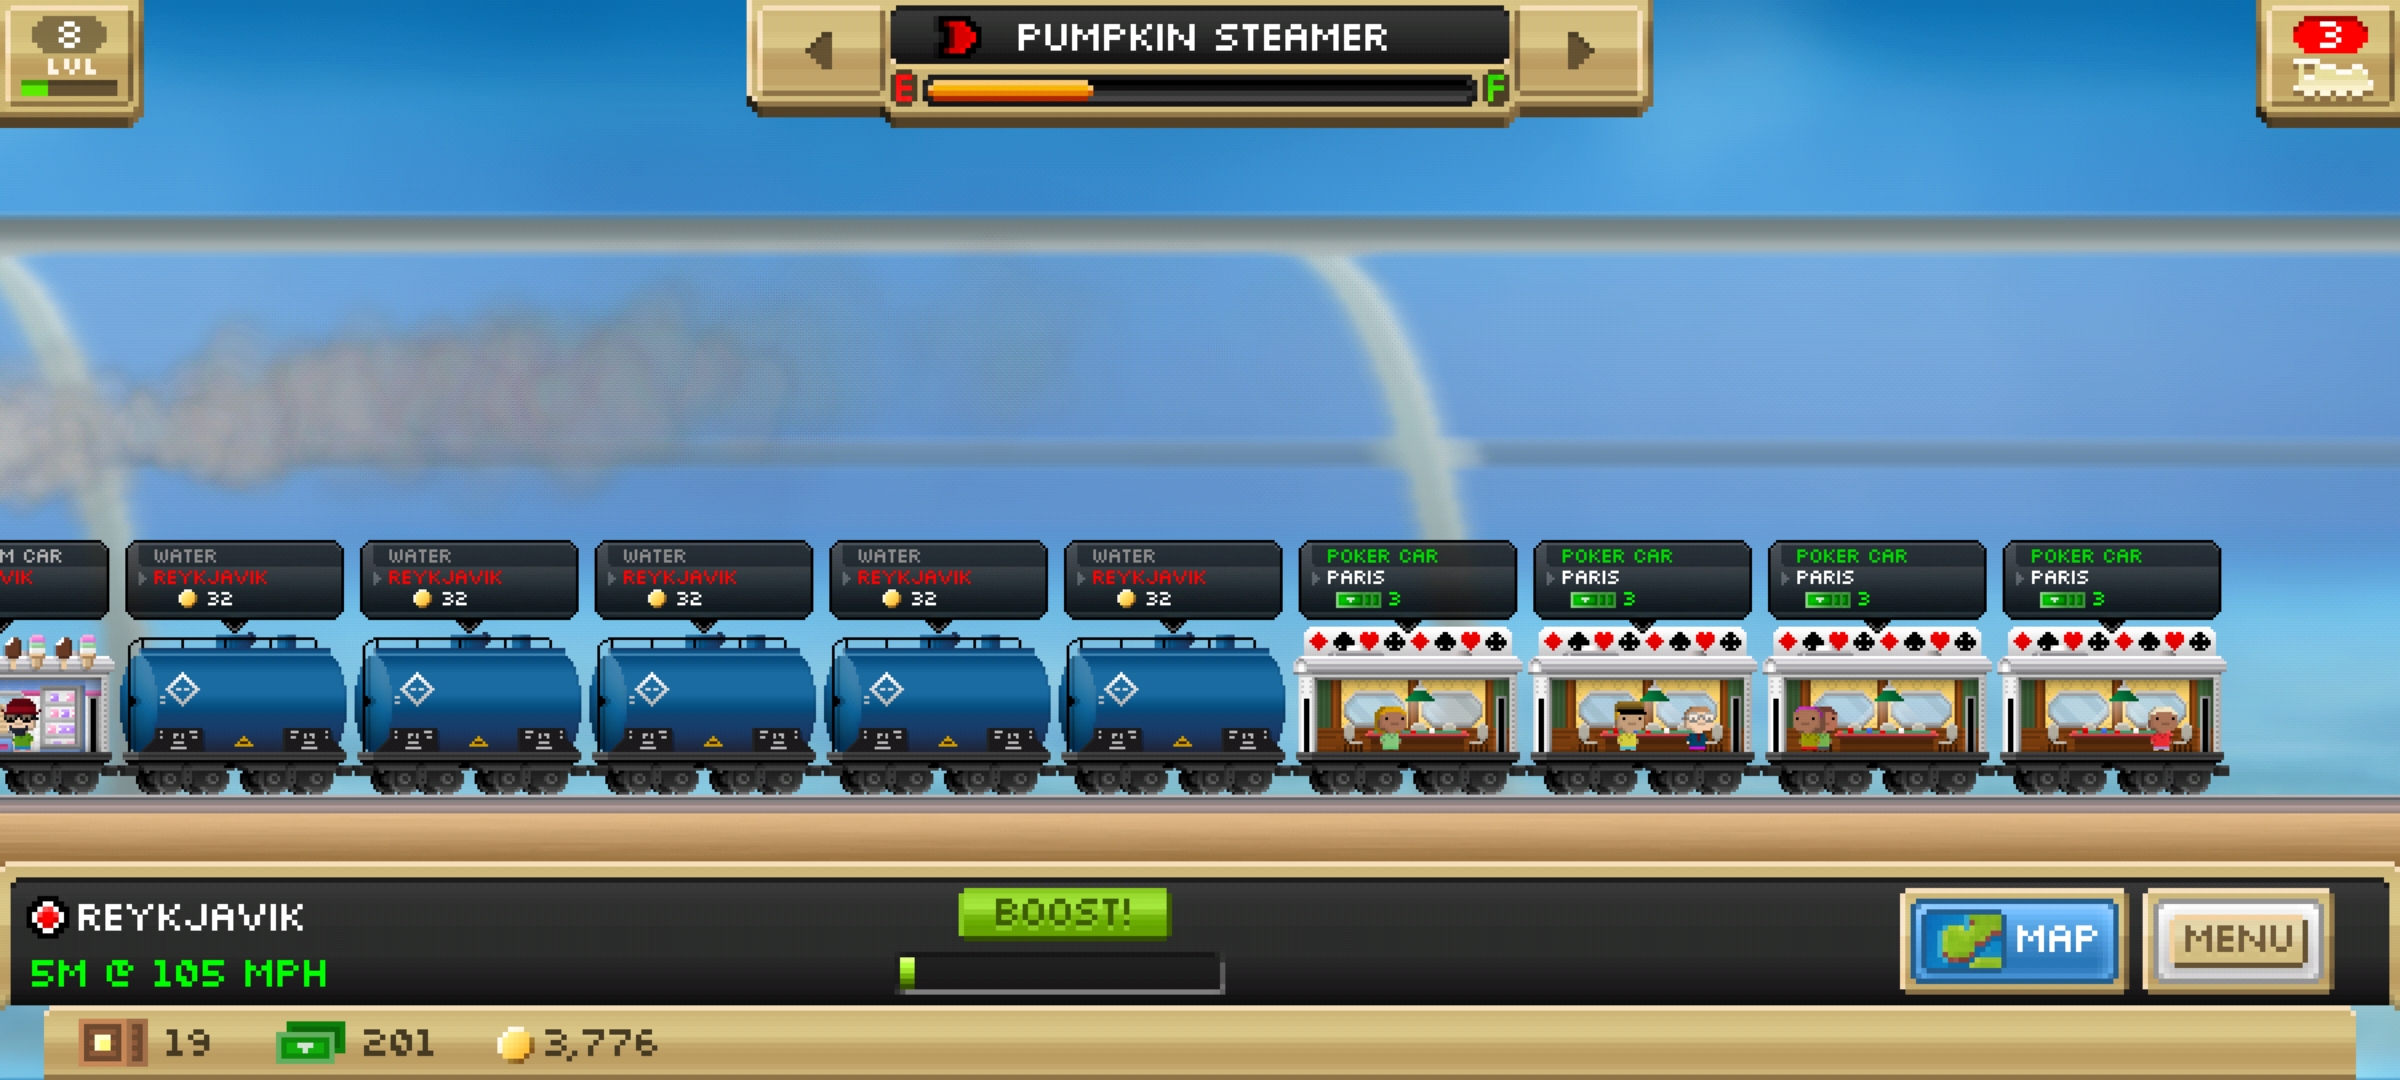 8
LVL
PUMPKIN STEAMER
E
F
3
M CAR
VIK
WATER
REYKJAVIK
32
WATER
REYKJAVIK
32
WATER
REYKJAVIK
32
WATER
REYKJAVIK
32
WATER
REYKJAVIK
32
POKER CAR
PARIS
3
POKER CAR
PARIS
3
POKER CAR
PARIS
3
POKER CAR
PARIS
3
REYKJAVIK
5M @ 105 MPH
BOOST!
MAP
MENU
19
201
3,776